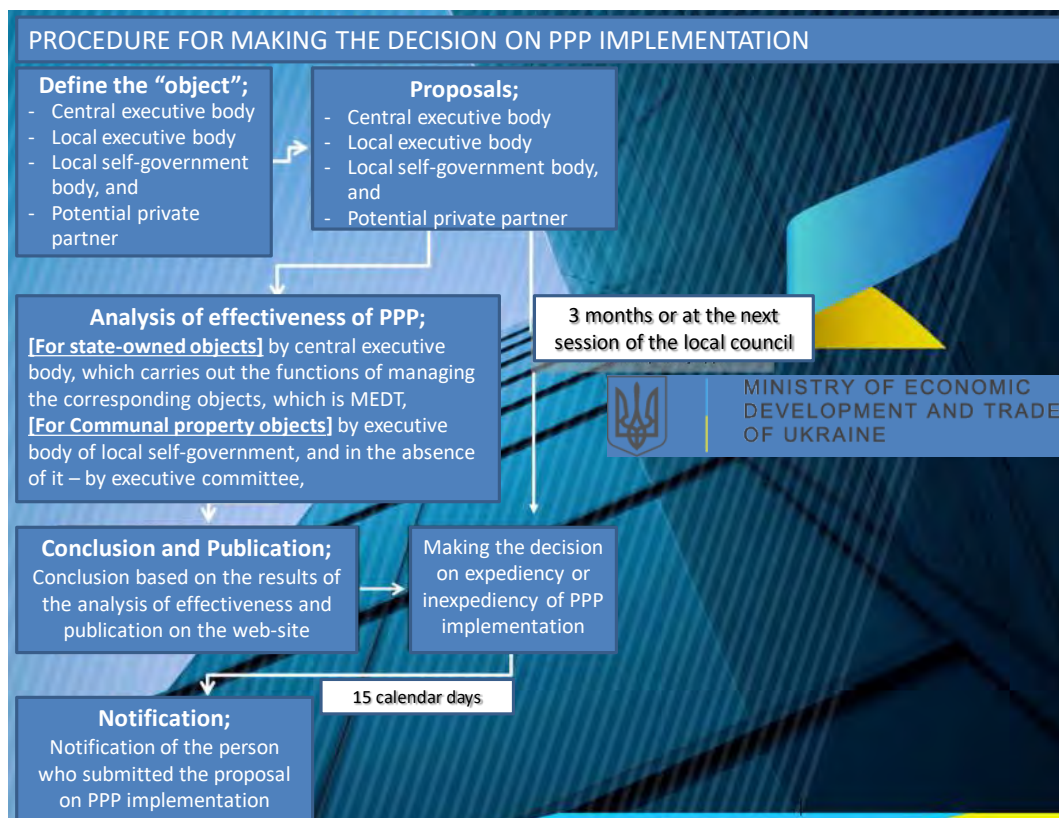 PROCEDURE FOR MAKING THE DECISION ON PPP IMPLEMENTATION
Define the “object”;
- Central executive body
- Local executive body
- Local self-government
body, and
- Potential private
partner
Proposals;
- Central executive body
- Local executive body
- Local self-government body,
and
- Potential private partner
Analysis of effectiveness of PPP;
[For state-owned objects] by central executive
body, which carries out the functions of managing
the corresponding objects, which is MEDT,
[For Communal property objects] by executive
body of local self-government, and in the absence
of it – by executive committee,
3 months or at the next
session of the local council
MINISTRY OF ECONOMIC
DEVELOPMENT AND TRADE
OF UKRAINE
Conclusion and Publication;
Conclusion based on the results of
the analysis of effectiveness and
publication on the web-site
Making the decision
on expediency or
inexpediency of PPP
implementation
15 calendar days
Notification;
Notification of the person
who submitted the proposal
on PPP implementation